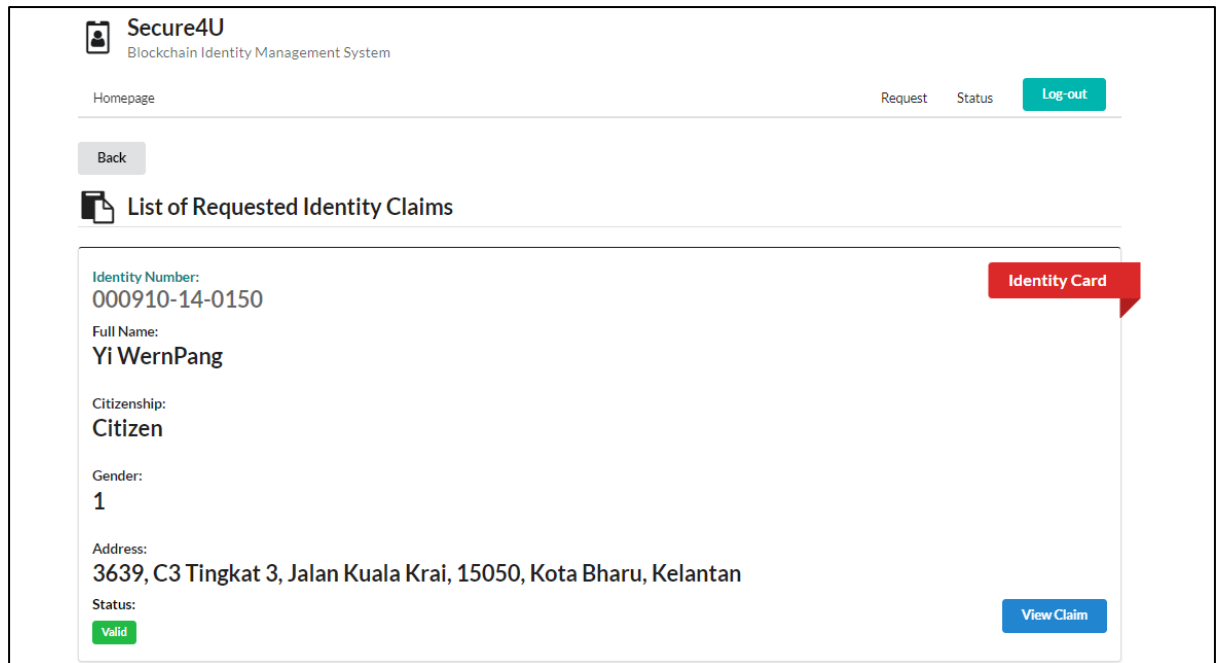 Secure4U
Blockchain Identity Management System
Homepage
Request
Status
Log-out
Back
List of Requested Identity Claims
Identity Number:
Identity Card
000910-14-0150
Full Name:
Yi WernPang
Citizenship:
Citizen
Gender:
1
Address:
3639, C3 Tingkat 3, Jalan Kuala Krai, 15050, Kota Bharu, Kelantan
Status:
Valid
View Claim